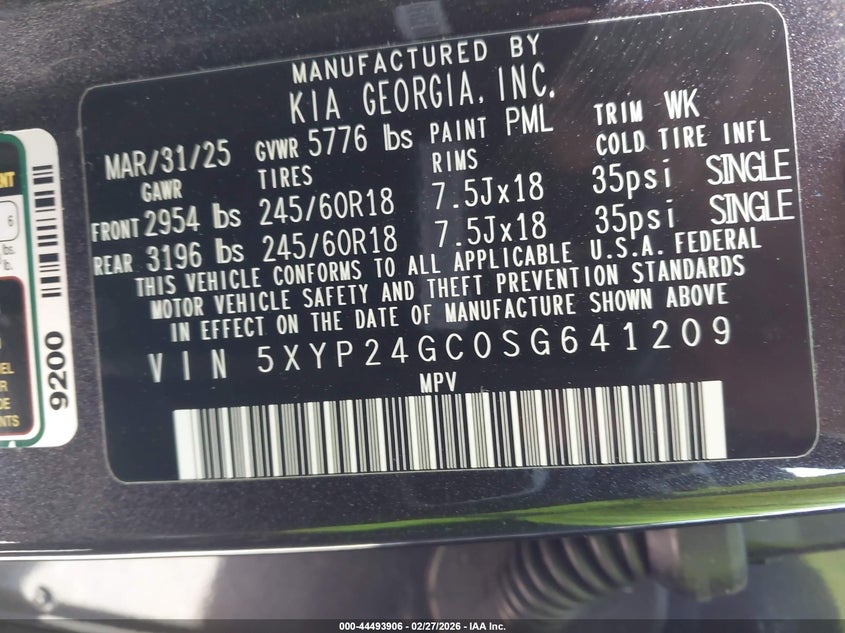 MANUFACTURED BY
KIA GEORGIA, INC.
MAR/31/25 GVWR 5776 lbs PAINT PML TRIM WK
GAWR TIRES RIMS COLD TIRE INFL
FRONT 2954 lbs 245/60R18 7.5Jx18 35psi SINGLE
REAR 3196 lbs 245/60R18 7.5Jx18 35psi SINGLE
THIS VEHICLE CONFORMS TO ALL APPLICABLE U.S.A. FEDERAL
MOTOR VEHICLE SAFETY AND THEFT PREVENTION STANDARDS
IN EFFECT ON THE DATE OF MANUFACTURE SHOWN ABOVE
VIN 5XYP24GC0SG641209
MPV
6
lbs.
lb.
9200
000-44493906 | 02/27/2026 | IAA Inc.